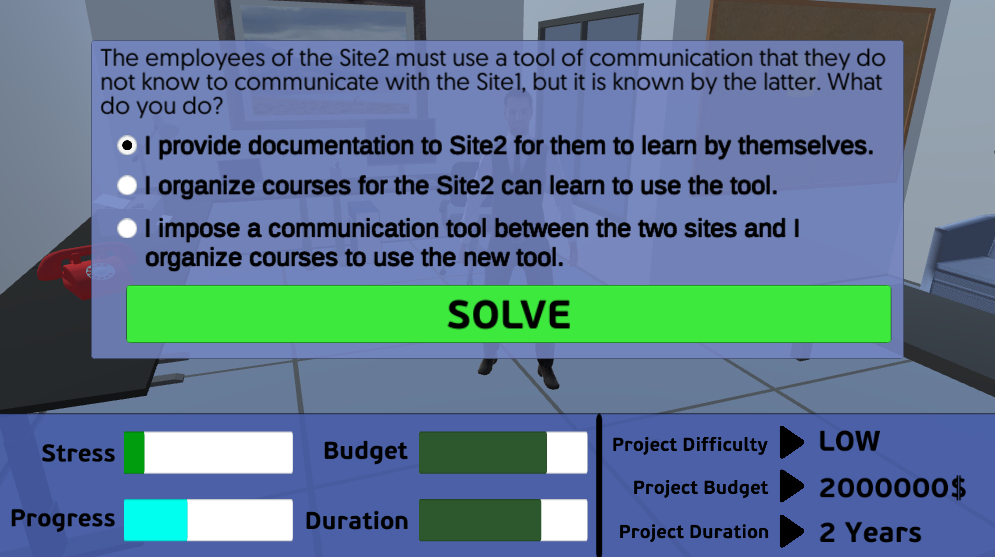 The employees of the Site2 must use a tool of communication that they do
not know to communicate with the Site1, but it is known by the latter. What
do you do?
I provide documentation to Site2 for them to learn by themselves.
I organize courses for the Site2 can learn to use the tool.
I impose a communication tool between the two sites and I
organize courses to use the new tool.
SOLVE
Stress
Budget
Progress
Duration
Project Difficulty LOW
Project Budget 2000000$
Project Duration 2 Years